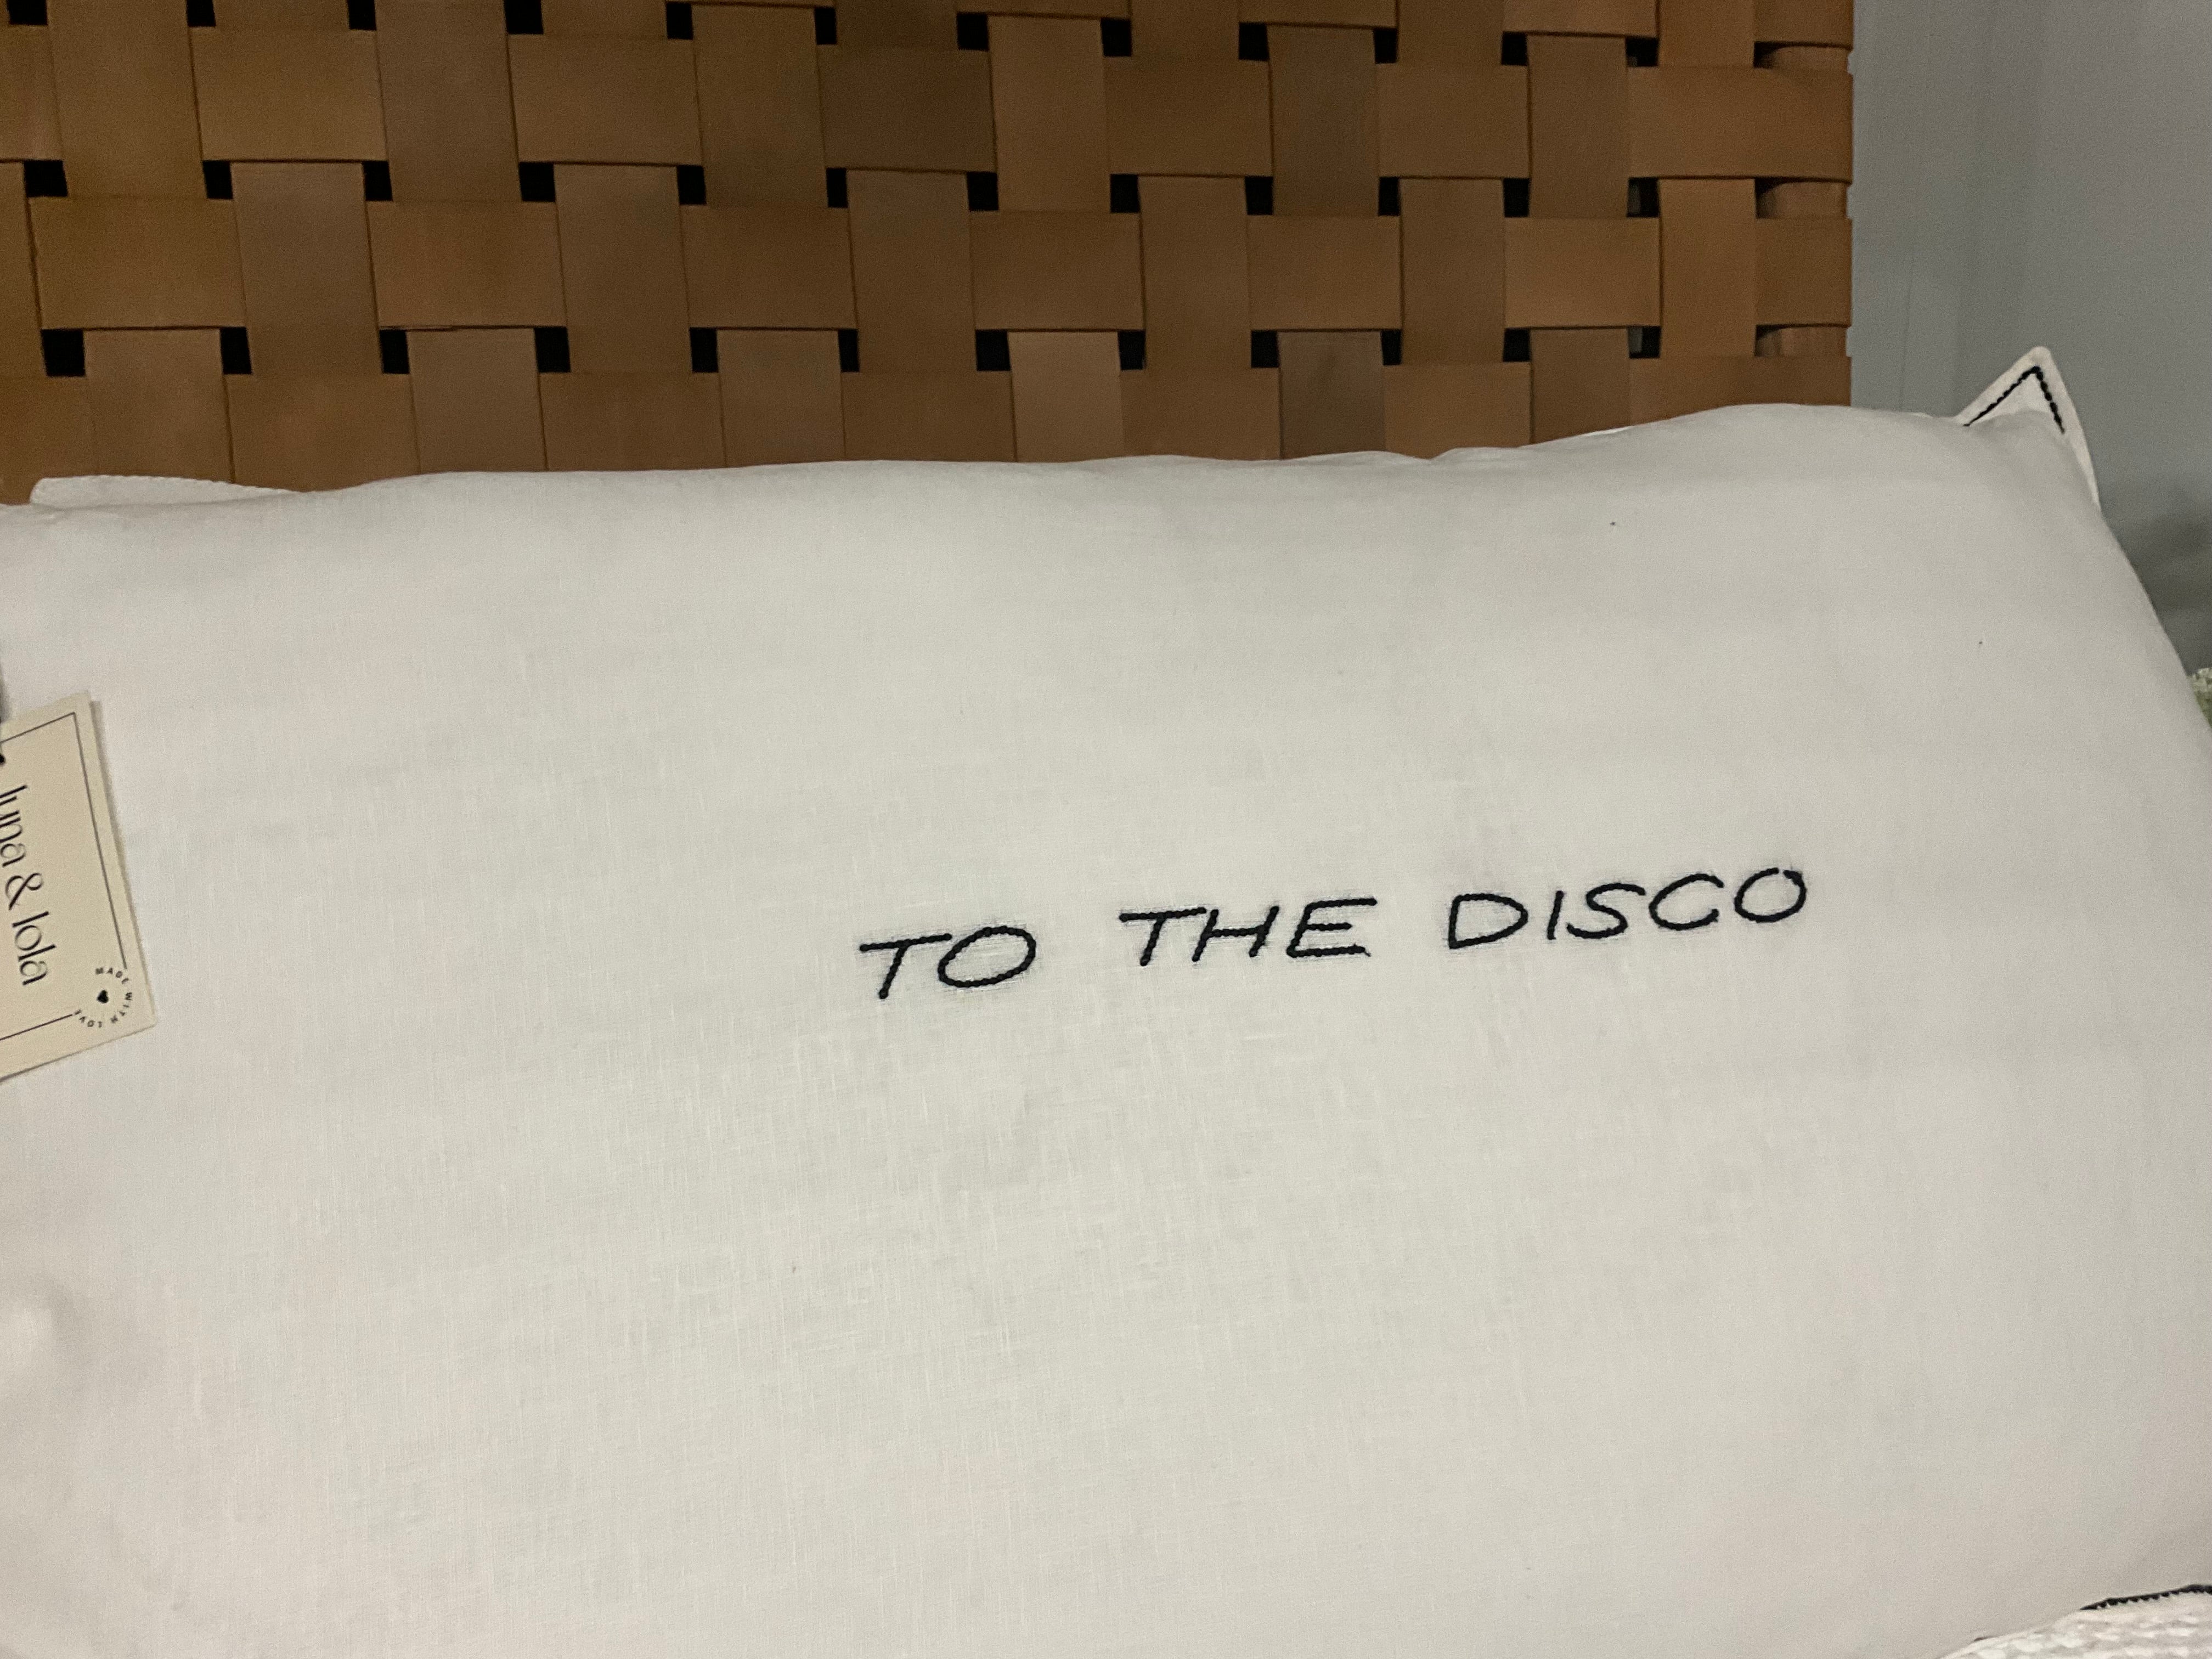 luna & lola
MADE WITH LOVE
TO THE DISCO